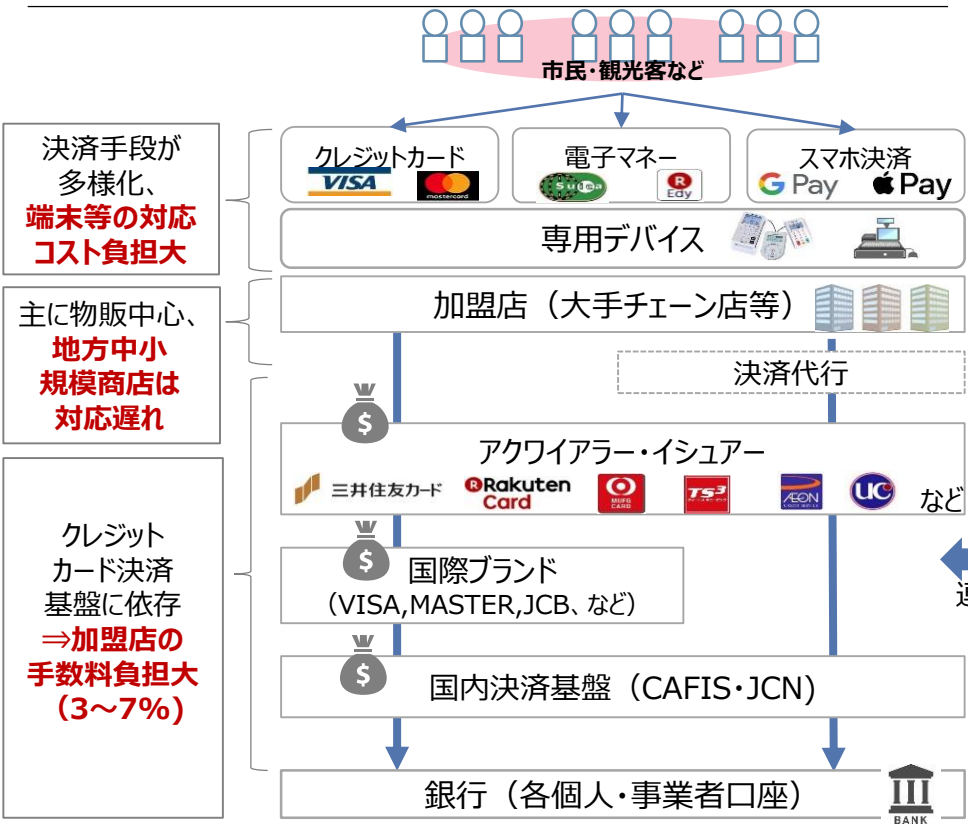 市民・観光客など
決済手段が
多様化、
端末等の対応
コスト負担大
クレジットカード
VISA
mastercard
電子マネー
Suica
R
Edy
スマホ決済
G Pay
Pay
専用デバイス
主に物販中心、
地方中小
規模商店は
対応遅れ
加盟店（大手チェーン店等）
決済代行
$
アクワイアラー・イシュアー
三井住友カード
R Rakuten
Card
MUFG
CARD
TS3
ÆON
UC
など
クレジット
カード決済
基盤に依存
⇒加盟店の
手数料負担大
（3～7%)
$
国際ブランド
（VISA,MASTER,JCB、など）
$
国内決済基盤（CAFIS・JCN)
銀行（各個人・事業者口座）
BANK